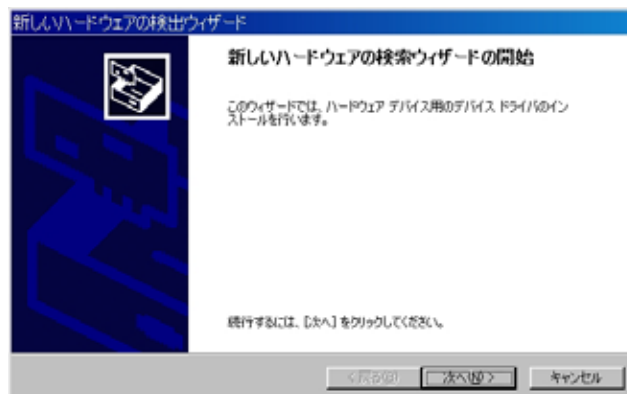 新しいハードウェアの検出ウィザード
新しいハードウェアの検索ウィザードの開始
このウィザードでは、ハードウェア デバイス用のデバイス ドライバのイン
ストールを行います。
続行するには、[次へ] をクリックしてください。
< 戻る(B)
次へ(N) >
キャンセル